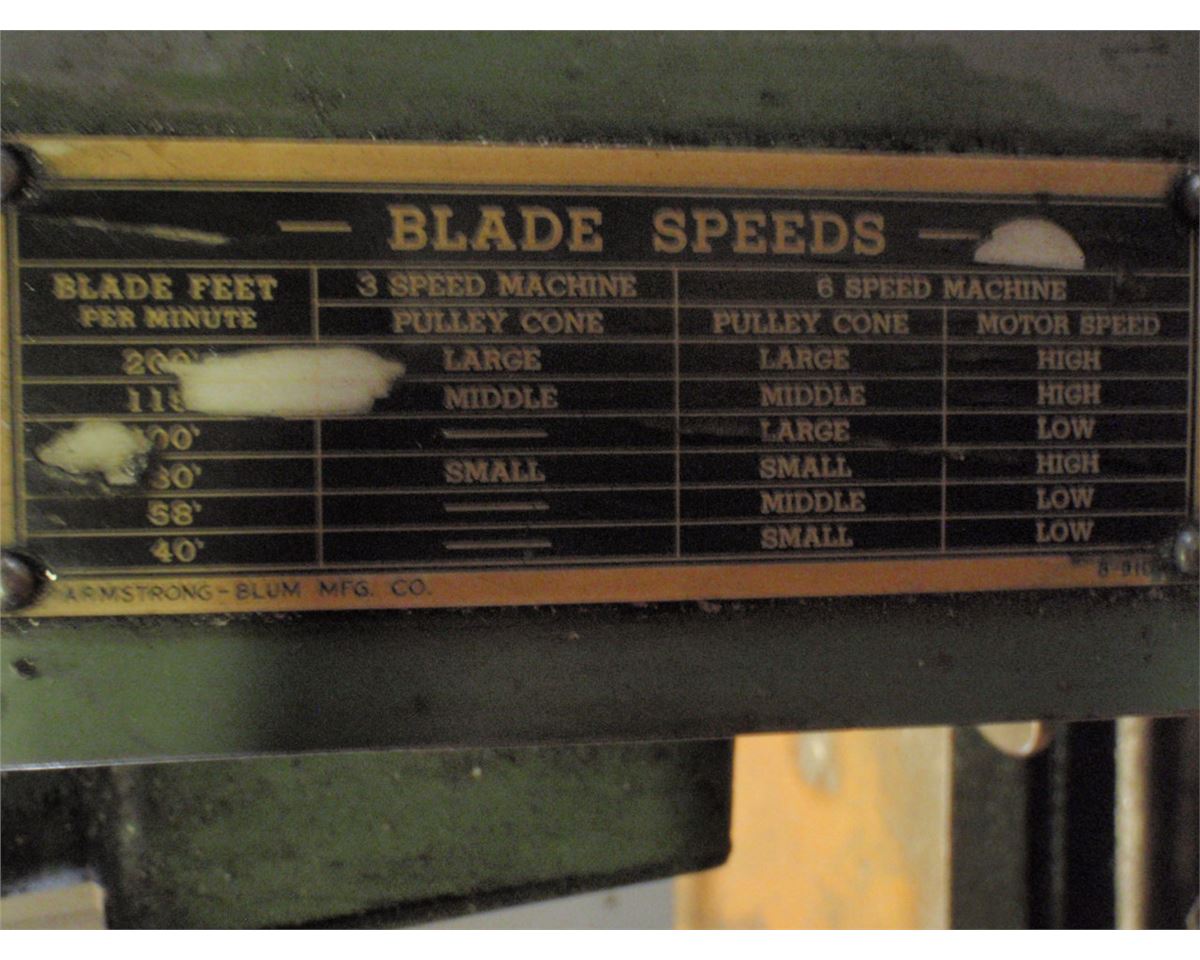 — BLADE SPEEDS —
BLADE FEET PER MINUTE | 3 SPEED MACHINE | 6 SPEED MACHINE
PULLEY CONE | PULLEY CONE | MOTOR SPEED
LARGE | LARGE | HIGH
MIDDLE | MIDDLE | HIGH
— | LARGE | LOW
SMALL | SMALL | HIGH
58' | — | MIDDLE | LOW
40' | — | SMALL | LOW
ARMSTRONG-BLUM MFG. CO.